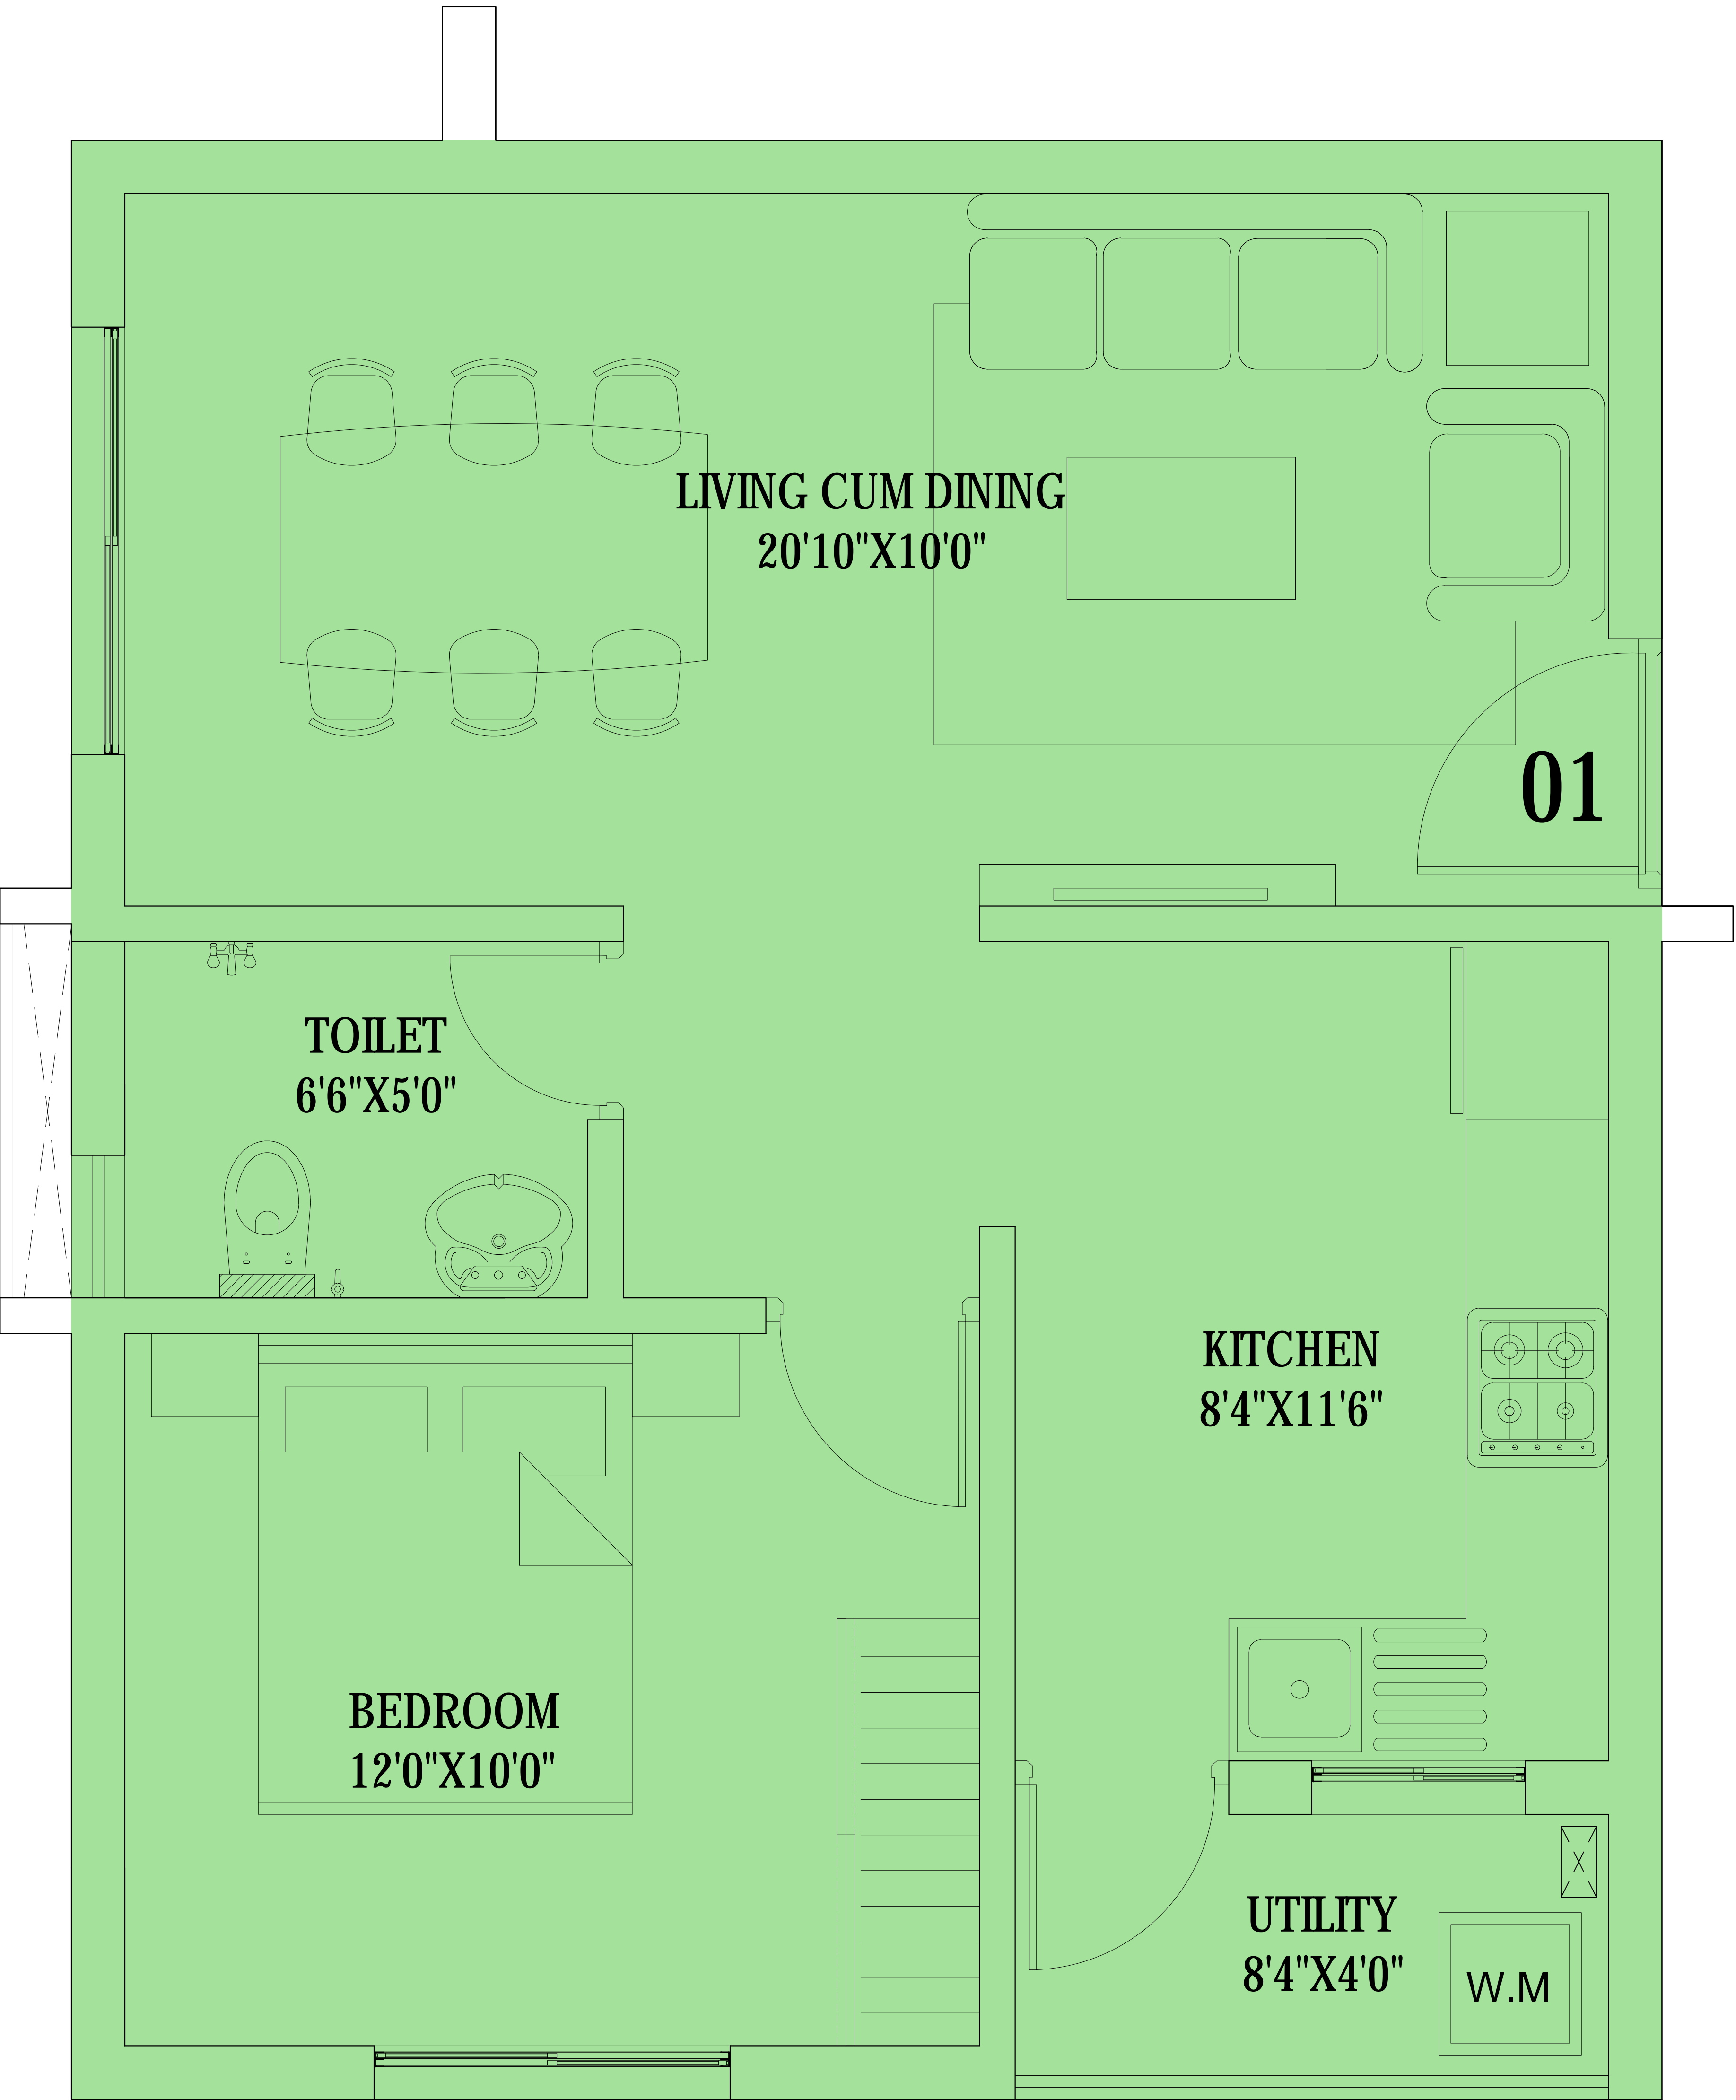 LIVING CUM DINING
20'10"X10'0"
01
TOILET
6'6"X5'0"
KITCHEN
8'4"X11'6"
BEDROOM
12'0"X10'0"
UTILITY
8'4"X4'0"
W.M